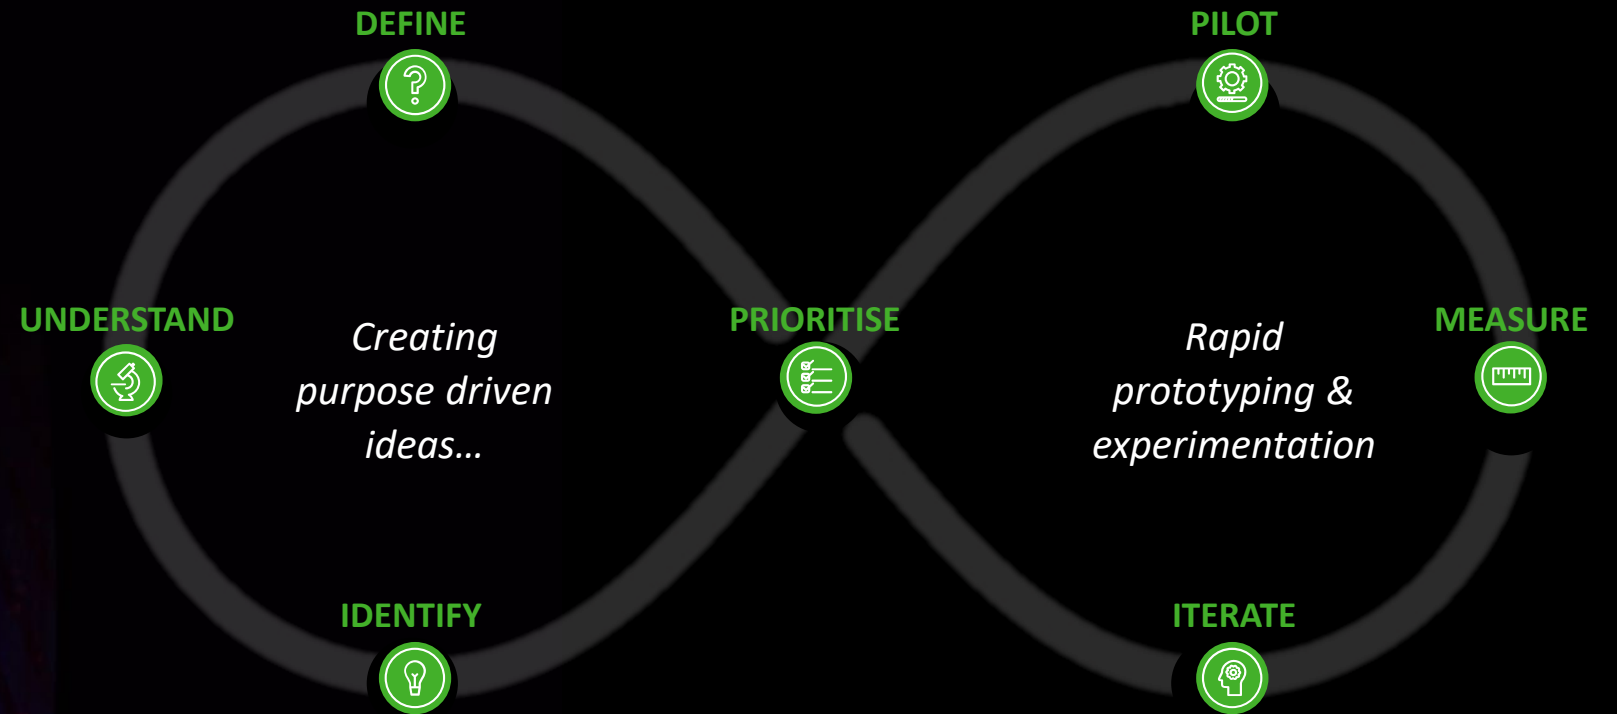 DEFINE
PILOT
UNDERSTAND
PRIORITISE
MEASURE
Creating
purpose driven
ideas...
Rapid
prototyping &
experimentation
IDENTIFY
ITERATE